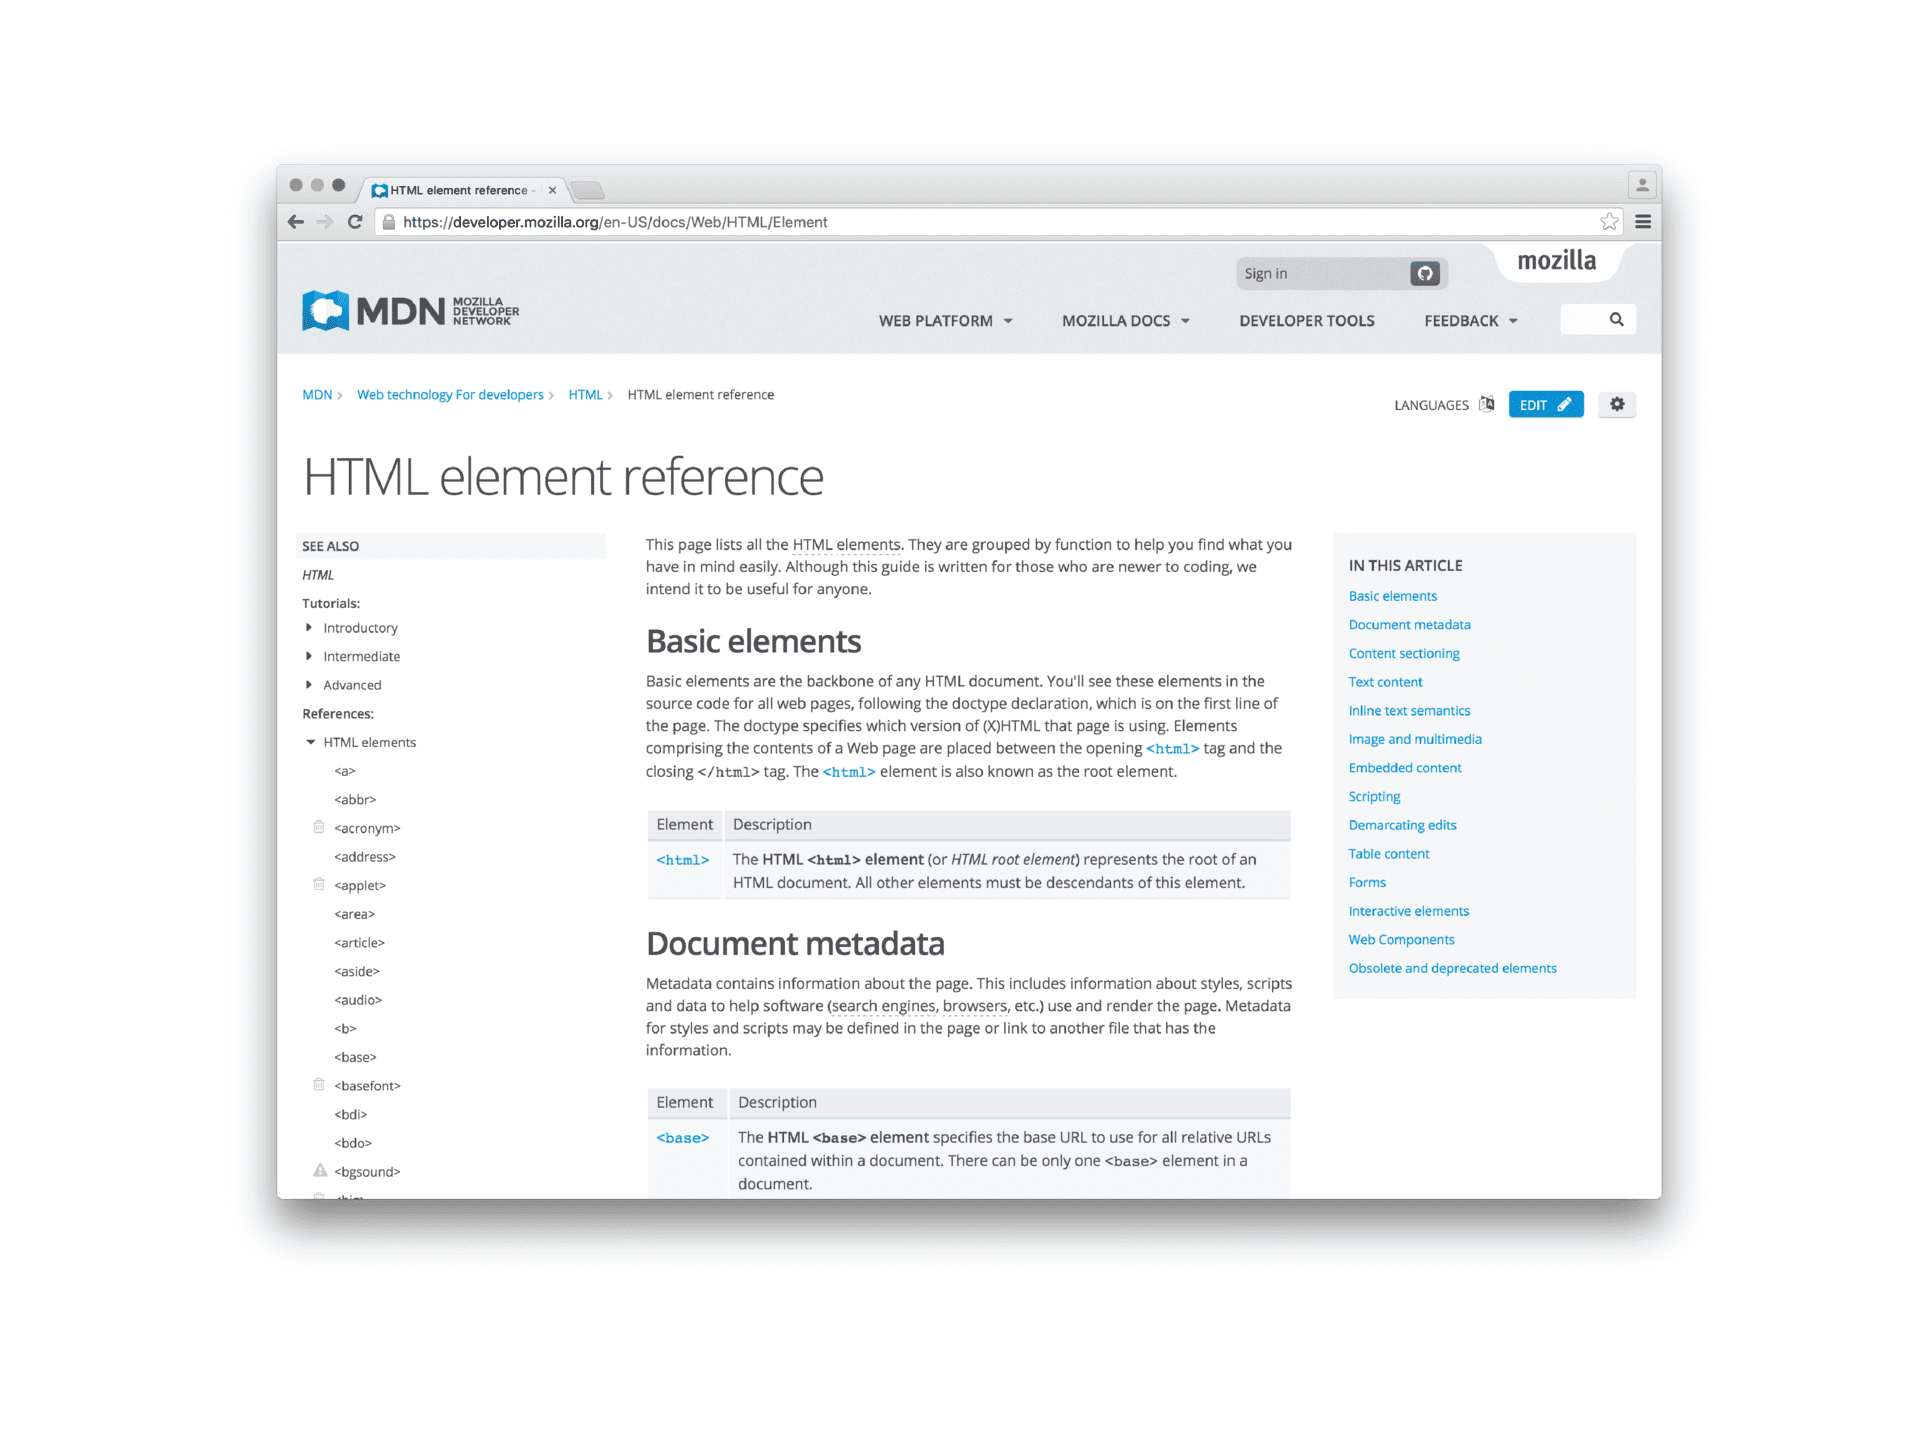 HTML element reference -
https://developer.mozilla.org/en-US/docs/Web/HTML/Element
mozilla
Sign in
MDN MOZILLA DEVELOPER NETWORK
WEB PLATFORM
MOZILLA DOCS
DEVELOPER TOOLS
FEEDBACK
MDN
Web technology For developers
HTML
HTML element reference
LANGUAGES
EDIT
HTML element reference
SEE ALSO
HTML
Tutorials:
Introductory
Intermediate
Advanced
References:
HTML elements
<a>
<abbr>
<acronym>
<address>
<applet>
<area>
<article>
<aside>
<audio>
<b>
<base>
<basefont>
<bdi>
<bdo>
<bgsound>
This page lists all the HTML elements. They are grouped by function to help you find what you
have in mind easily. Although this guide is written for those who are newer to coding, we
intend it to be useful for anyone.
Basic elements
Basic elements are the backbone of any HTML document. You'll see these elements in the
source code for all web pages, following the doctype declaration, which is on the first line of
the page. The doctype specifies which version of (X)HTML that page is using. Elements
comprising the contents of a Web page are placed between the opening <html> tag and the
closing </html> tag. The <html> element is also known as the root element.
Element Description
<html> The HTML <html> element (or HTML root element) represents the root of an
HTML document. All other elements must be descendants of this element.
Document metadata
Metadata contains information about the page. This includes information about styles, scripts
and data to help software (search engines, browsers, etc.) use and render the page. Metadata
for styles and scripts may be defined in the page or link to another file that has the
information.
Element Description
<base> The HTML <base> element specifies the base URL to use for all relative URLs
contained within a document. There can be only one <base> element in a
document.
IN THIS ARTICLE
Basic elements
Document metadata
Content sectioning
Text content
Inline text semantics
Image and multimedia
Embedded content
Scripting
Demarcating edits
Table content
Forms
Interactive elements
Web Components
Obsolete and deprecated elements